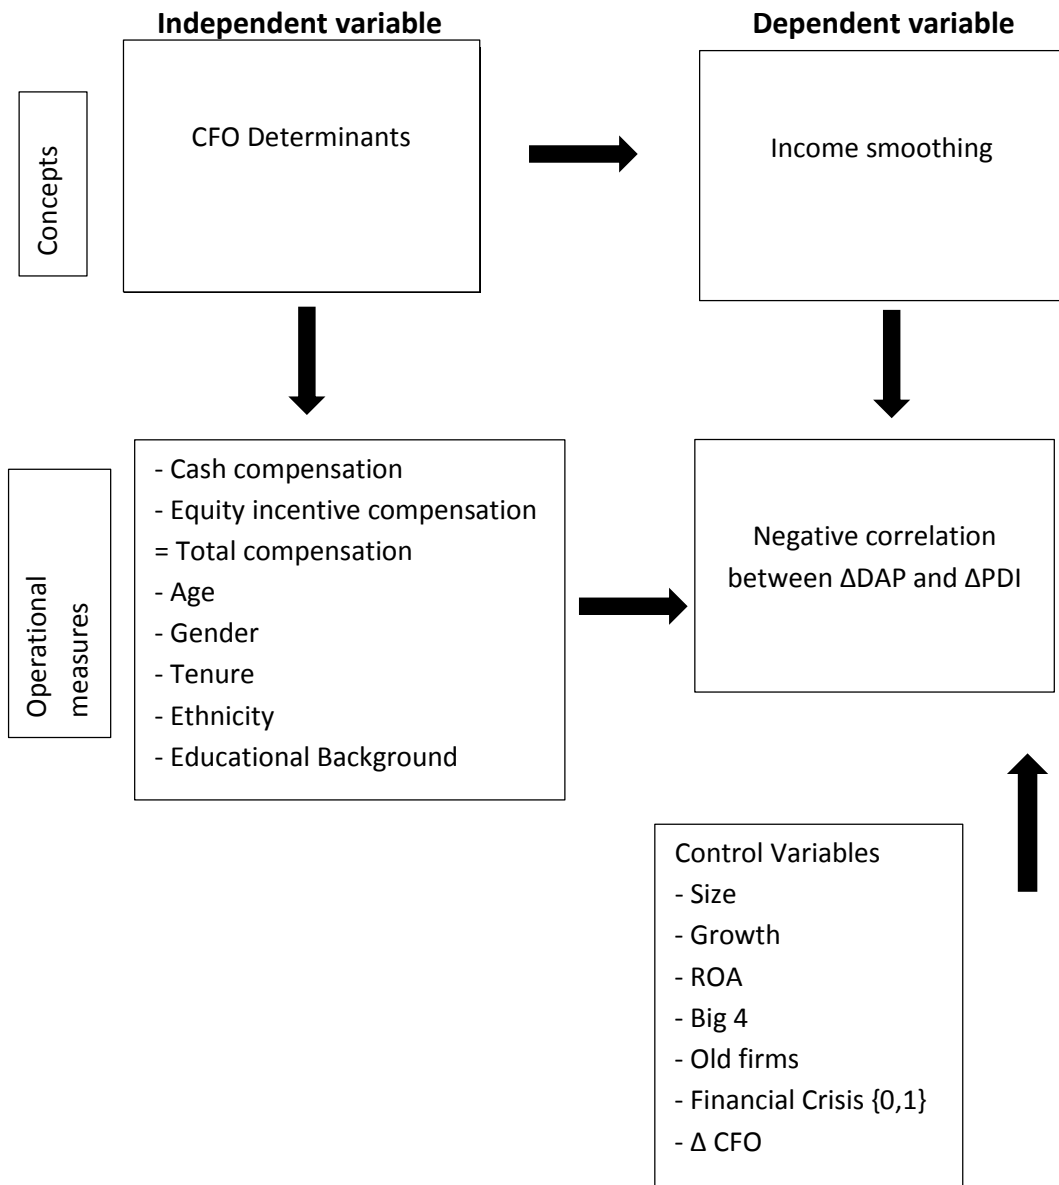 Independent variable
Dependent variable
Concepts
CFO Determinants
Income smoothing
Operational
measures
- Cash compensation
- Equity incentive compensation
= Total compensation
- Age
- Gender
- Tenure
- Ethnicity
- Educational Background
Negative correlation
between ΔDAP and ΔPDI
Control Variables
- Size
- Growth
- ROA
- Big 4
- Old firms
- Financial Crisis {0,1}
- Δ CFO